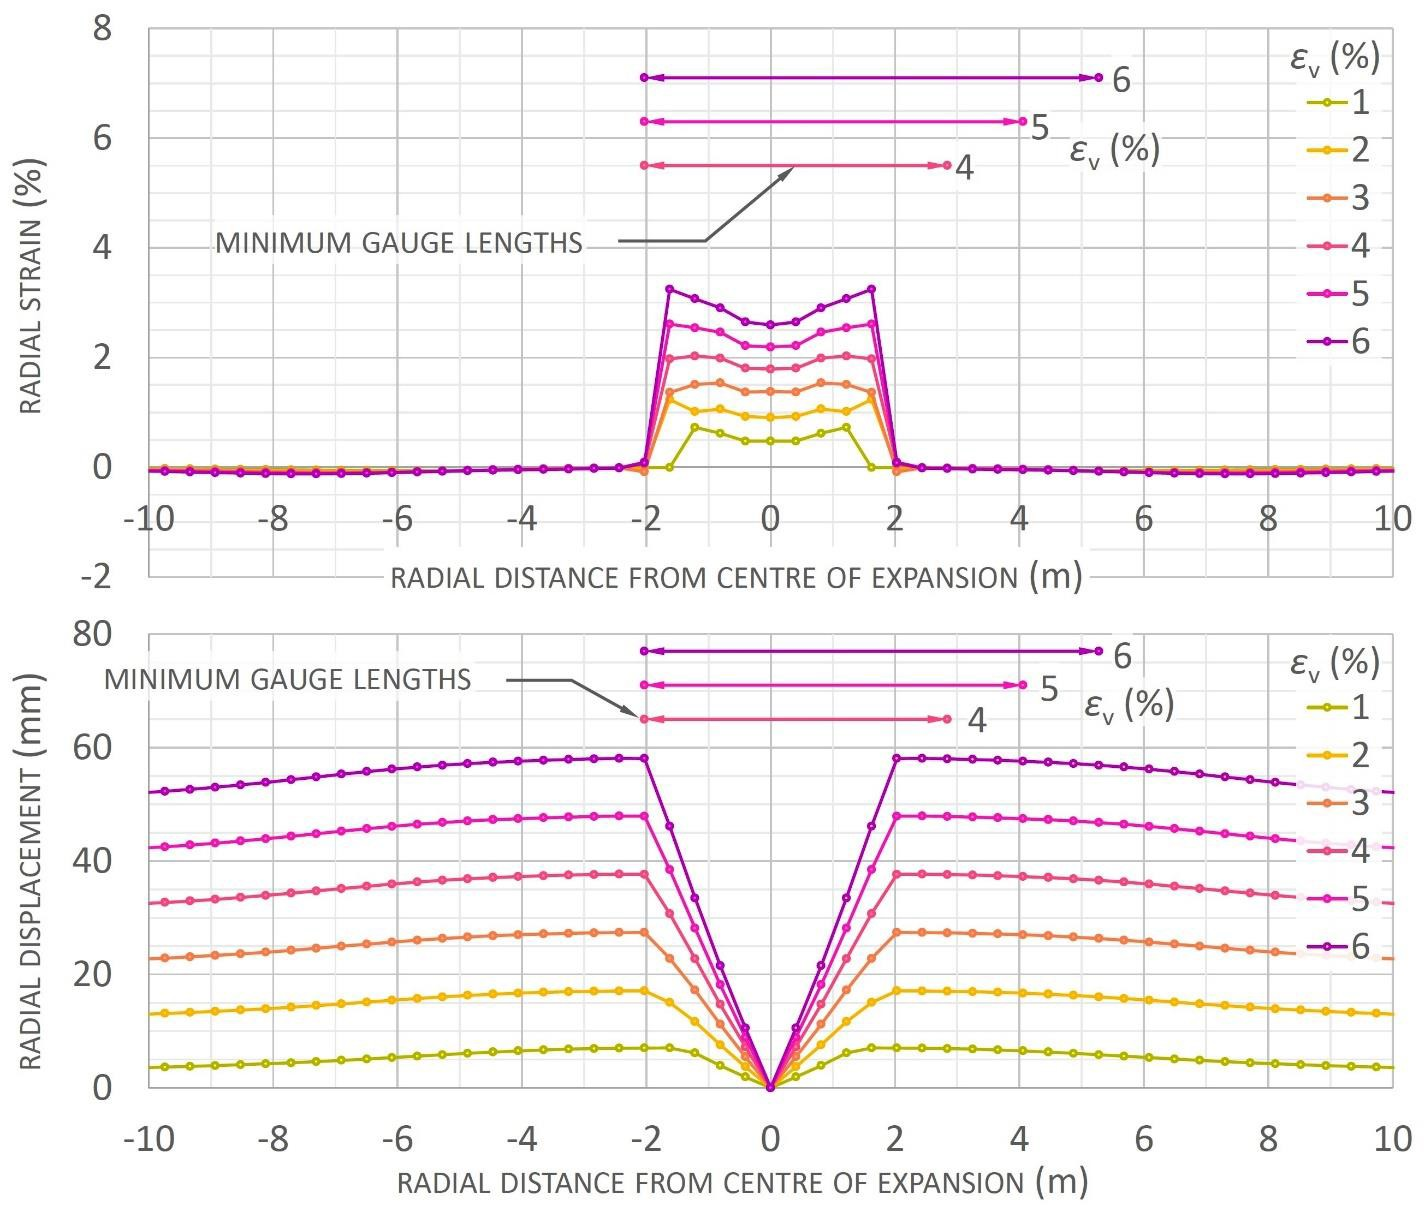 8
6
4
2
0
-2
RADIAL STRAIN (%)
6
5
εv (%)
4
MINIMUM GAUGE LENGTHS
εv (%)
1
2
3
4
5
6
-10 -8 -6 -4 -2 0 2 4 6 8 10
RADIAL DISTANCE FROM CENTRE OF EXPANSION (m)
80
60
40
20
0
RADIAL DISPLACEMENT (mm)
MINIMUM GAUGE LENGTHS
6
5
εv (%)
4
εv (%)
1
2
3
4
5
6
-10 -8 -6 -4 -2 0 2 4 6 8 10
RADIAL DISTANCE FROM CENTRE OF EXPANSION (m)